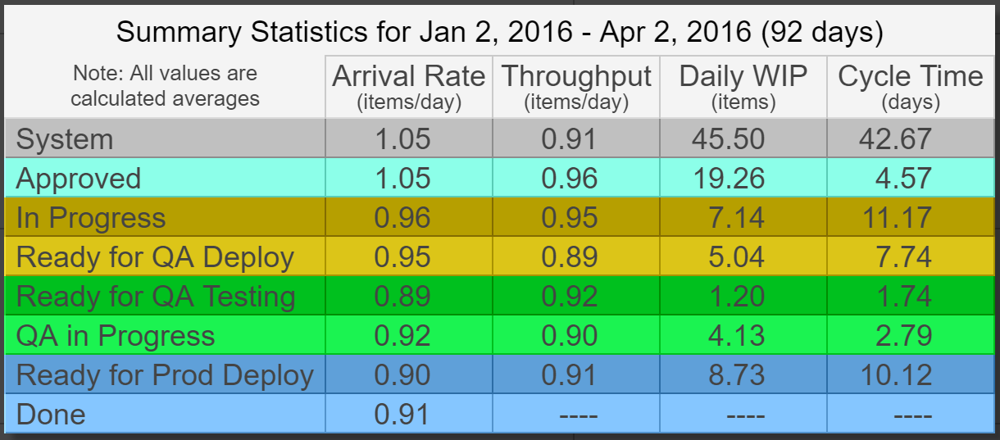 Summary Statistics for Jan 2, 2016 - Apr 2, 2016 (92 days)
Note: All values are calculated averages
Arrival Rate (items/day) Throughput (items/day) Daily WIP (items) Cycle Time (days)
System 1.05 0.91 45.50 42.67
Approved 1.05 0.96 19.26 4.57
In Progress 0.96 0.95 7.14 11.17
Ready for QA Deploy 0.95 0.89 5.04 7.74
Ready for QA Testing 0.89 0.92 1.20 1.74
QA in Progress 0.92 0.90 4.13 2.79
Ready for Prod Deploy 0.90 0.91 8.73 10.12
Done 0.91 ---- ---- ----